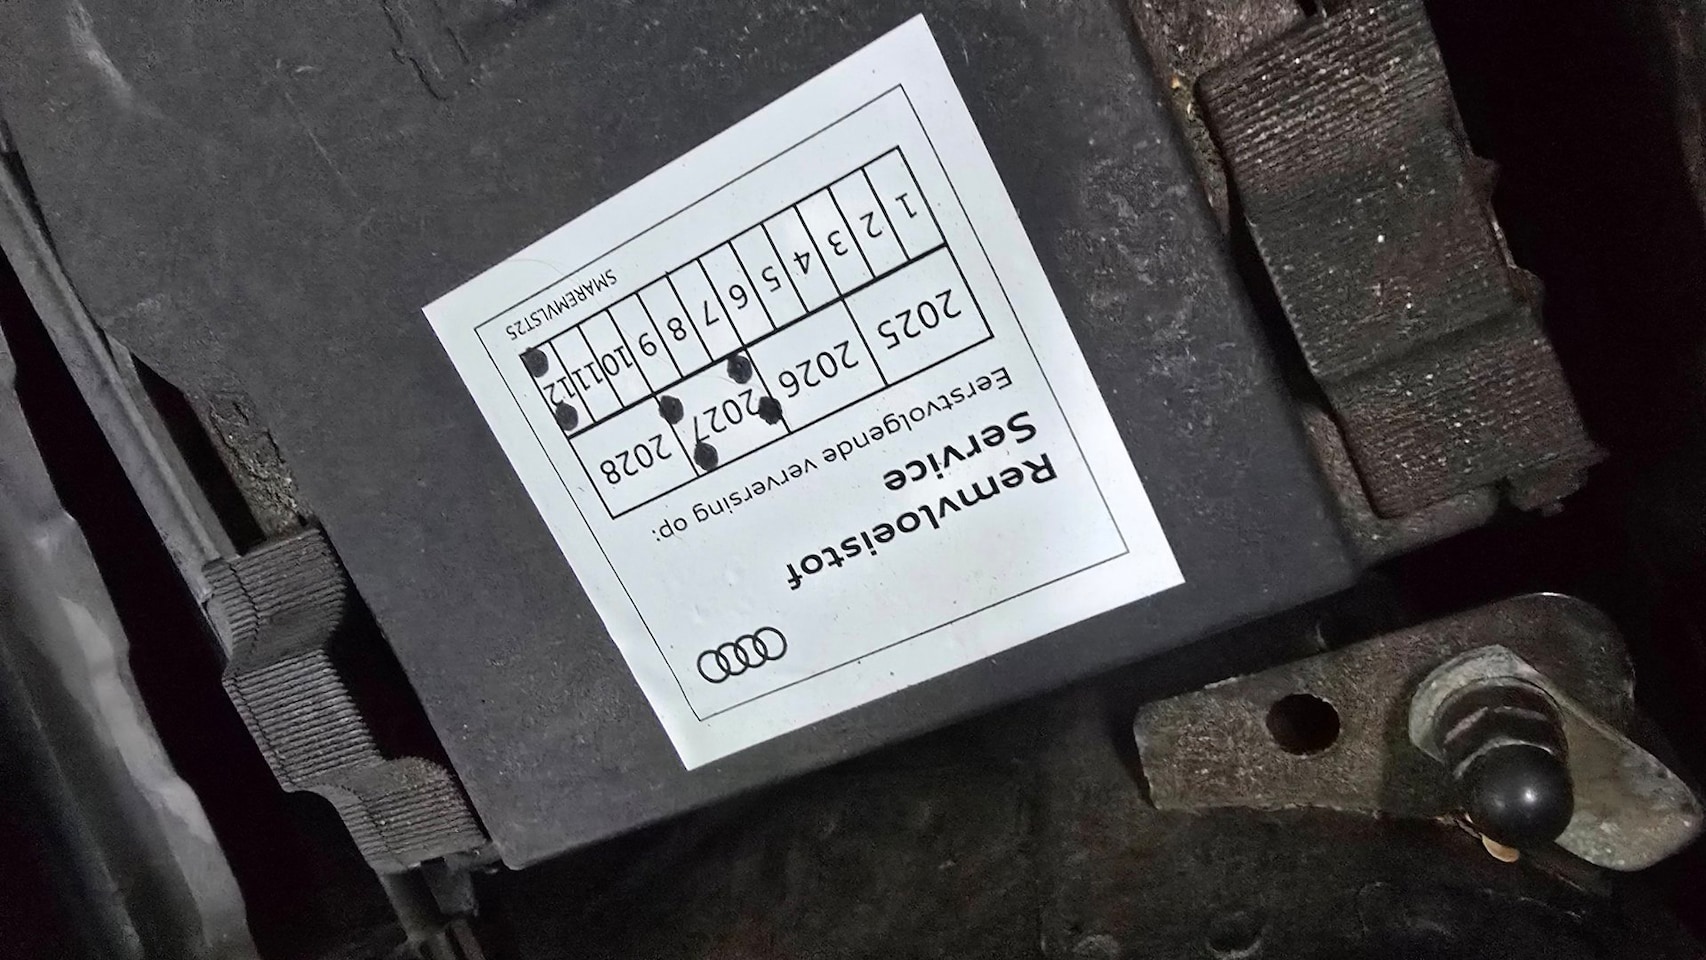 Remvloeistof
Service
Eerstvolgende verversing op:
2025 2026 2027 2028
1 2 3 4 5 6 7 8 9 10 11 12
SMAREMVLST25